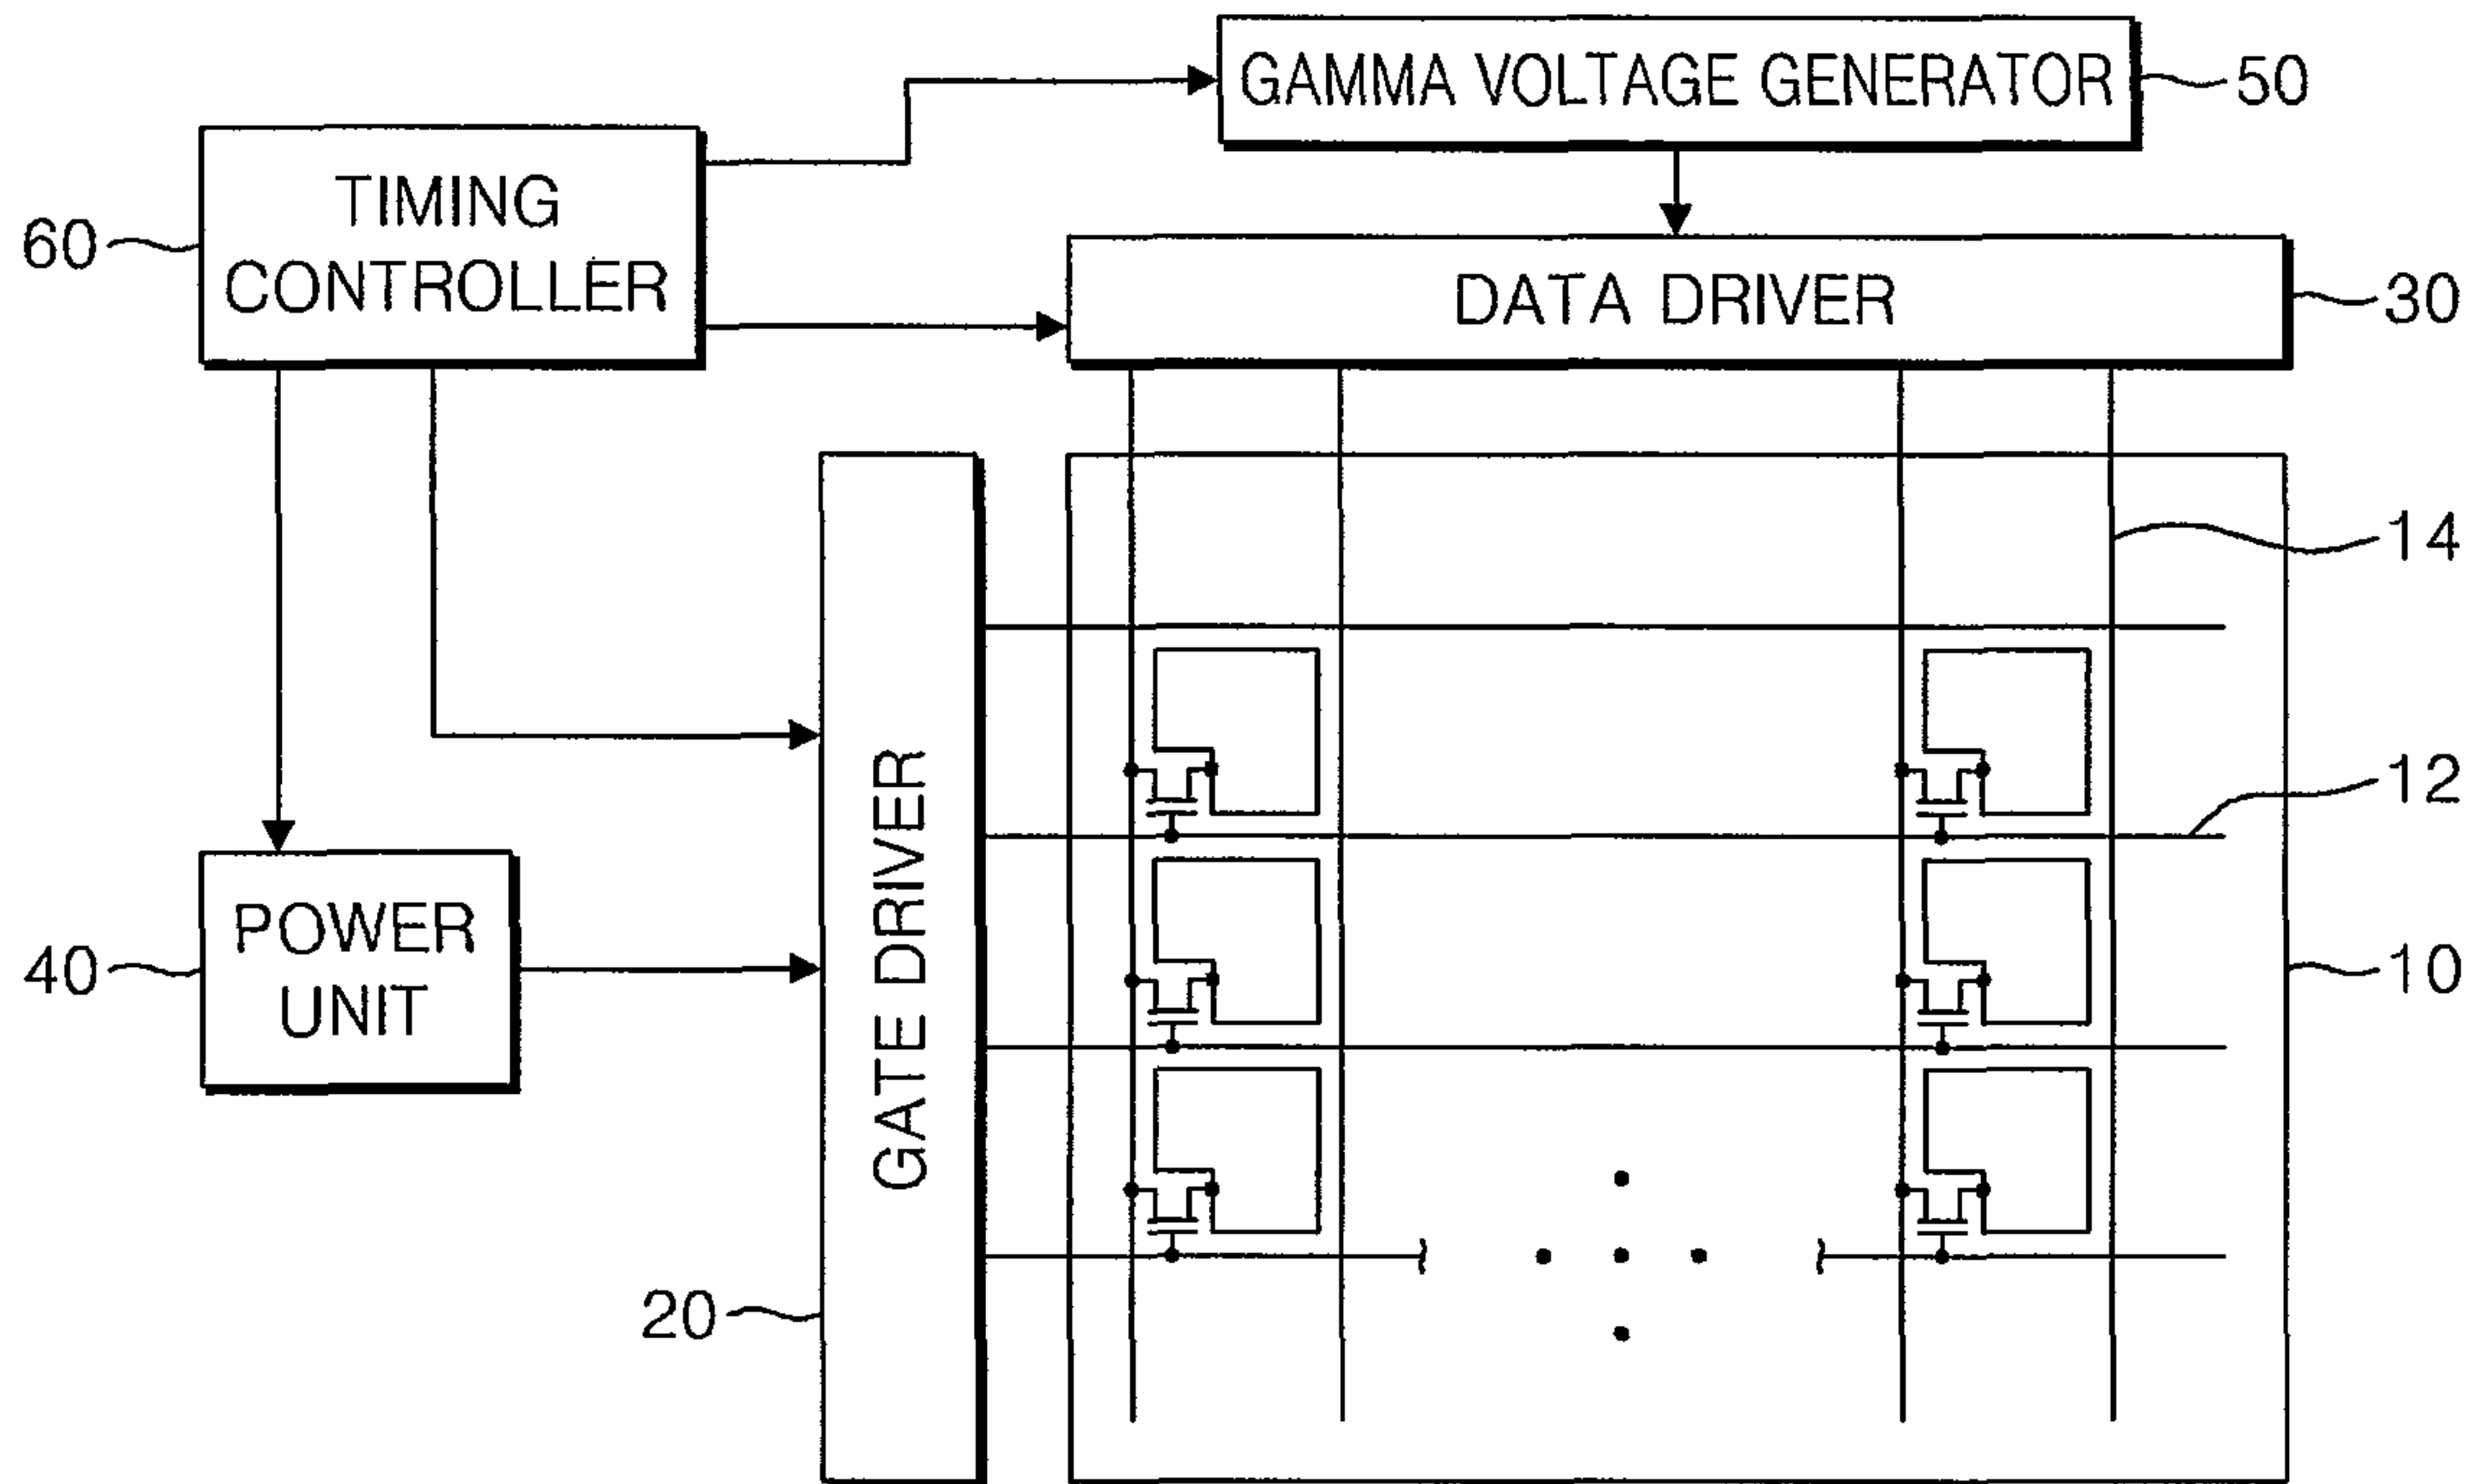 GAMMA VOLTAGE GENERATOR
50
TIMING
CONTROLLER
60
DATA DRIVER
30
14
12
GATE DRIVER
POWER
UNIT
40
10
20